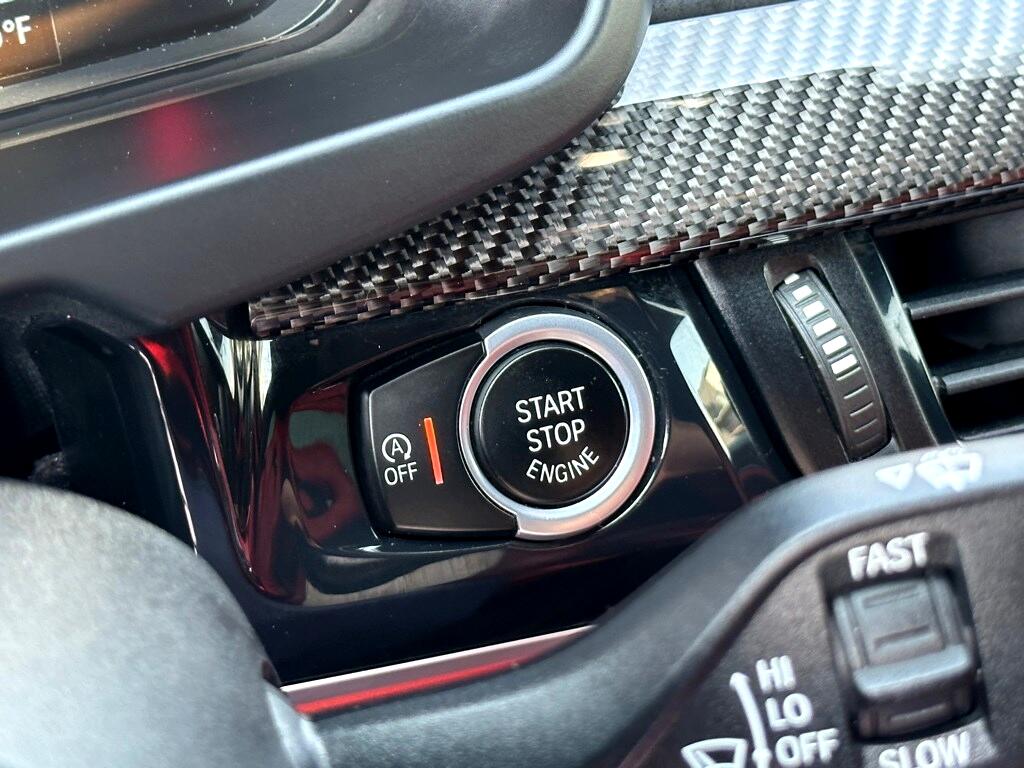 °F
START
STOP
ENGINE
A
OFF
FAST
HI
LO
OFF
SLOW